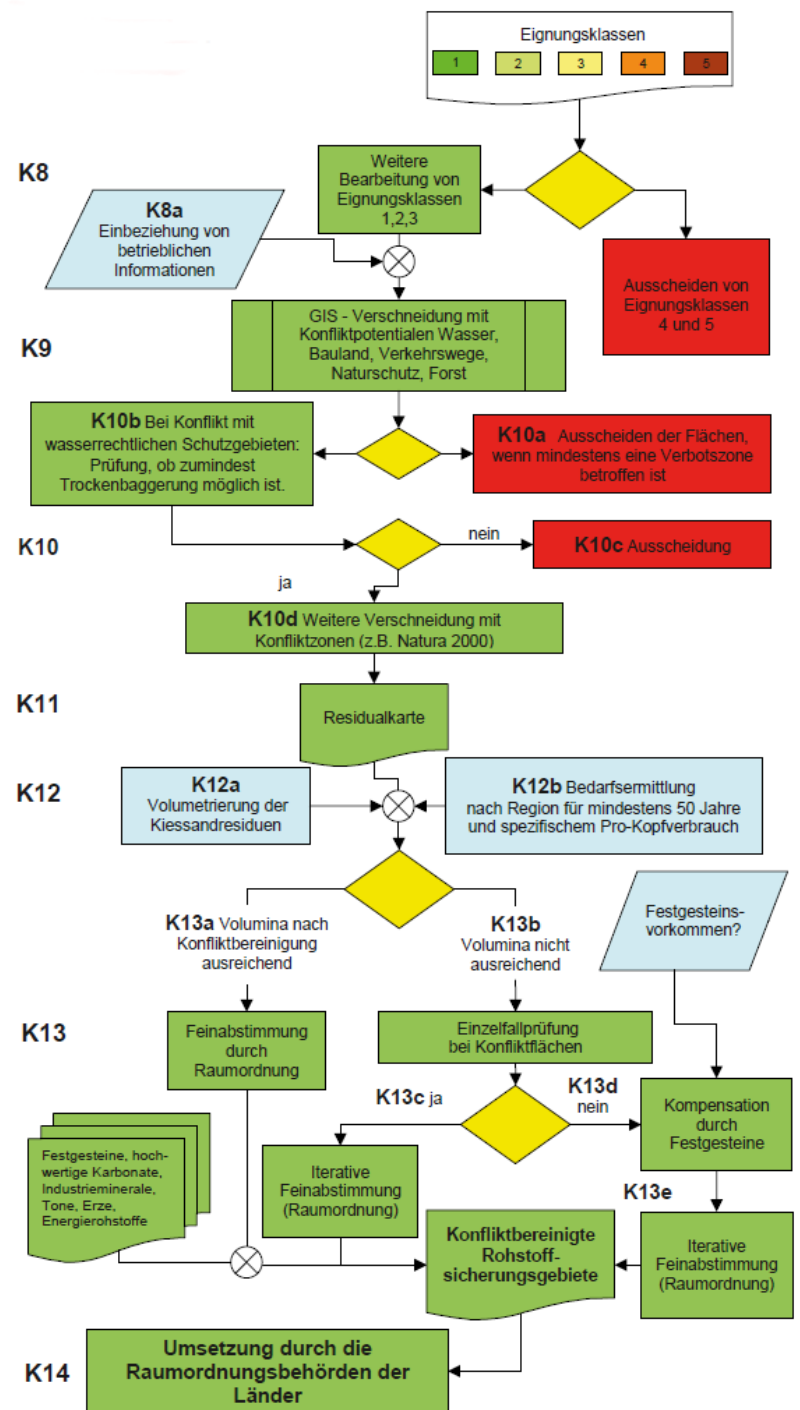 Eignungsklassen
1 2 3 4 5
K8
Weitere
Bearbeitung von
Eignungsklassen
1,2,3
K8a
Einbeziehung von
betrieblichen
Informationen
Ausscheiden von
Eignungsklassen
4 und 5
K9
GIS - Verschneidung mit
Konfliktpotentialen Wasser,
Bauland, Verkehrswege,
Naturschutz, Forst
K10b Bei Konflikt mit
wasserrechtlichen Schutzgebieten:
Prüfung, ob zumindest
Trockenbaggerung möglich ist.
K10a Ausscheiden der Flächen,
wenn mindestens eine Verbotszone
betroffen ist
K10
nein
K10c Ausscheidung
ja
K10d Weitere Verschneidung mit
Konfliktzonen (z.B. Natura 2000)
K11
Residualkarte
K12
K12a
Volumetrierung der
Kiessandresiduen
K12b Bedarfsermittlung
nach Region für mindestens 50 Jahre
und spezifischem Pro-Kopfverbrauch
K13a Volumina nach
Konfliktbereinigung
ausreichend
K13b
Volumina nicht
ausreichend
Festgesteins-
vorkommen?
K13
Feinabstimmung
durch
Raumordnung
Einzelfallprüfung
bei Konfliktflächen
K13c ja
K13d
nein
Kompensation
durch
Festgesteine
Festgesteine, hoch-
wertige Karbonate,
Industrieminerale,
Tone, Erze,
Energierohstoffe
Iterative
Feinabstimmung
(Raumordnung)
K13e
Konfliktbereinigte
Rohstoff-
sicherungsgebiete
Iterative
Feinabstimmung
(Raumordnung)
K14
Umsetzung durch die
Raumordnungsbehörden der
Länder